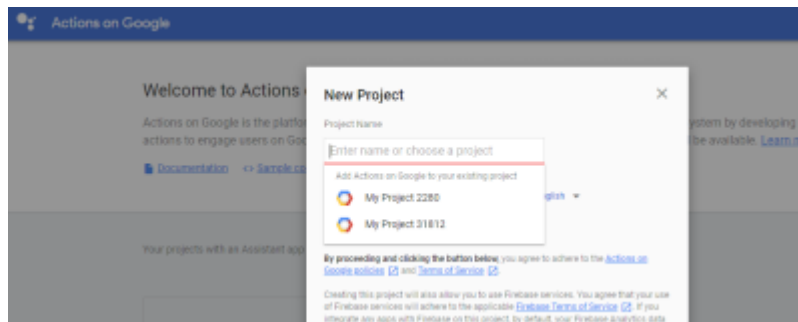 Actions on Google
Welcome to Actions
Actions on Google is the platfor
actions to engage users on Goo
Documentation <> Sample co
Your projects with an Assistant app
New Project
Project Name
Enter name or choose a project
Add Actions on Google to your existing project
My Project 2280
My Project 31812
glish
By proceeding and clicking the button below, you agree to adhere to the Actions on
Google policies and Terms of Service.
Creating this project will also allow you to use Firebase services. You agree that your use
of Firebase services will adhere to the applicable Firebase Terms of Service. If you
integrate any apps with Firebase on this project, by default, your Firebase Analytics data
ystem by developing
be available. Learn m